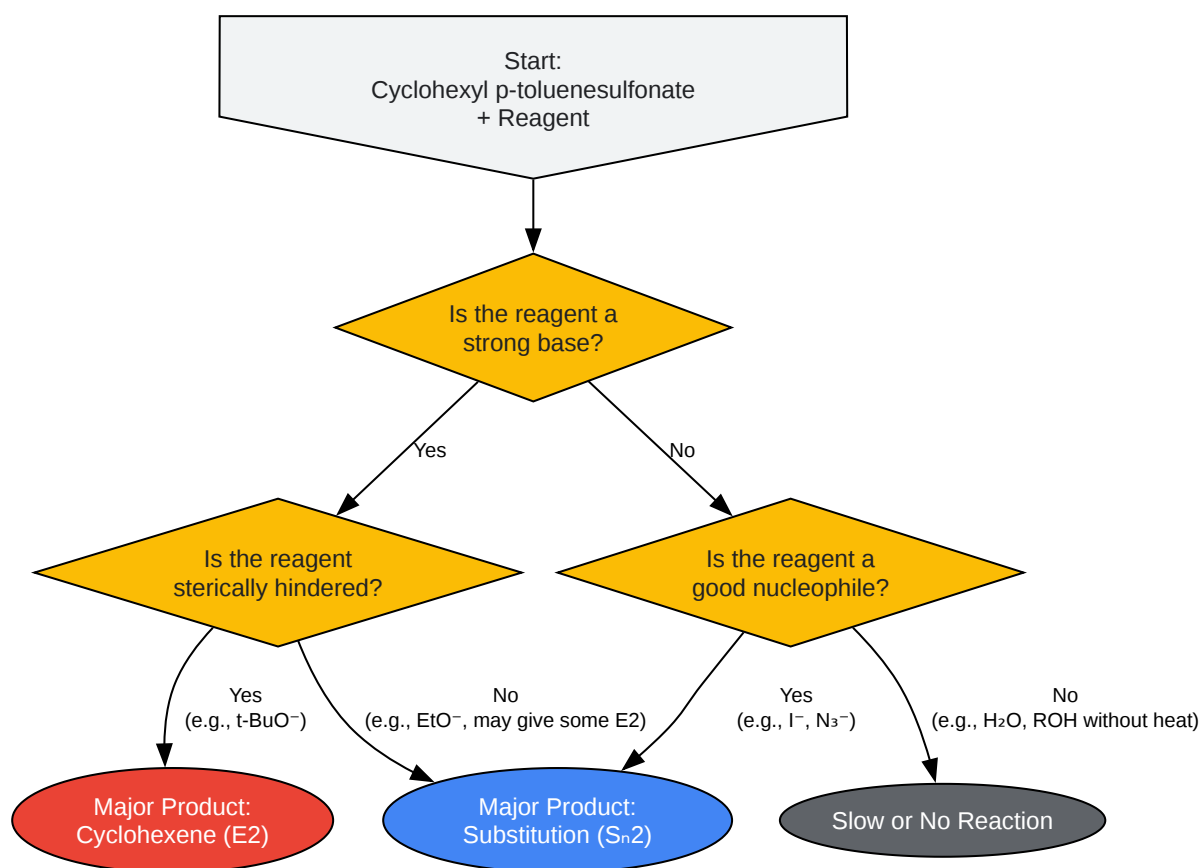 Start:
Cyclohexyl p-toluenesulfonate
+ Reagent
Is the reagent a
strong base?
Yes
No
Is the reagent
sterically hindered?
Is the reagent a
good nucleophile?
Yes
(e.g., t-BuO⁻)
No
(e.g., EtO⁻, may give some E2)
Yes
(e.g., I⁻, N₃⁻)
No
(e.g., H₂O, ROH without heat)
Major Product:
Cyclohexene (E2)
Major Product:
Substitution (Sₙ2)
Slow or No Reaction